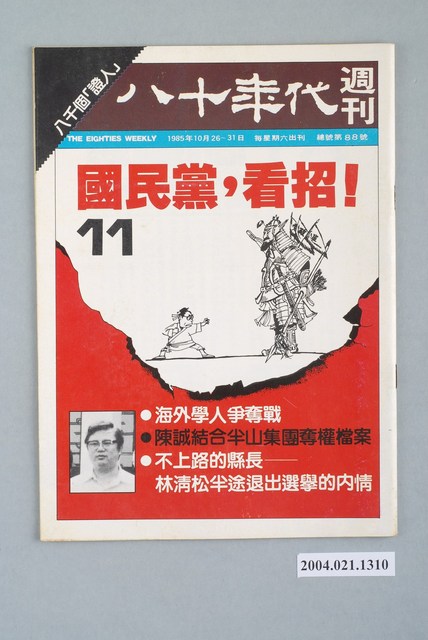 八千個「證人」
八十年代週刊
THE EIGHTIES WEEKLY 1985年10月26－31日 每星期六出刊 總號第88號
國民黨，看招！
11
●海外學人爭奪戰
●陳誠結合半山集團奪權檔案
●不上路的縣長──
林清松半途退出選舉的內情
2004.021.1310